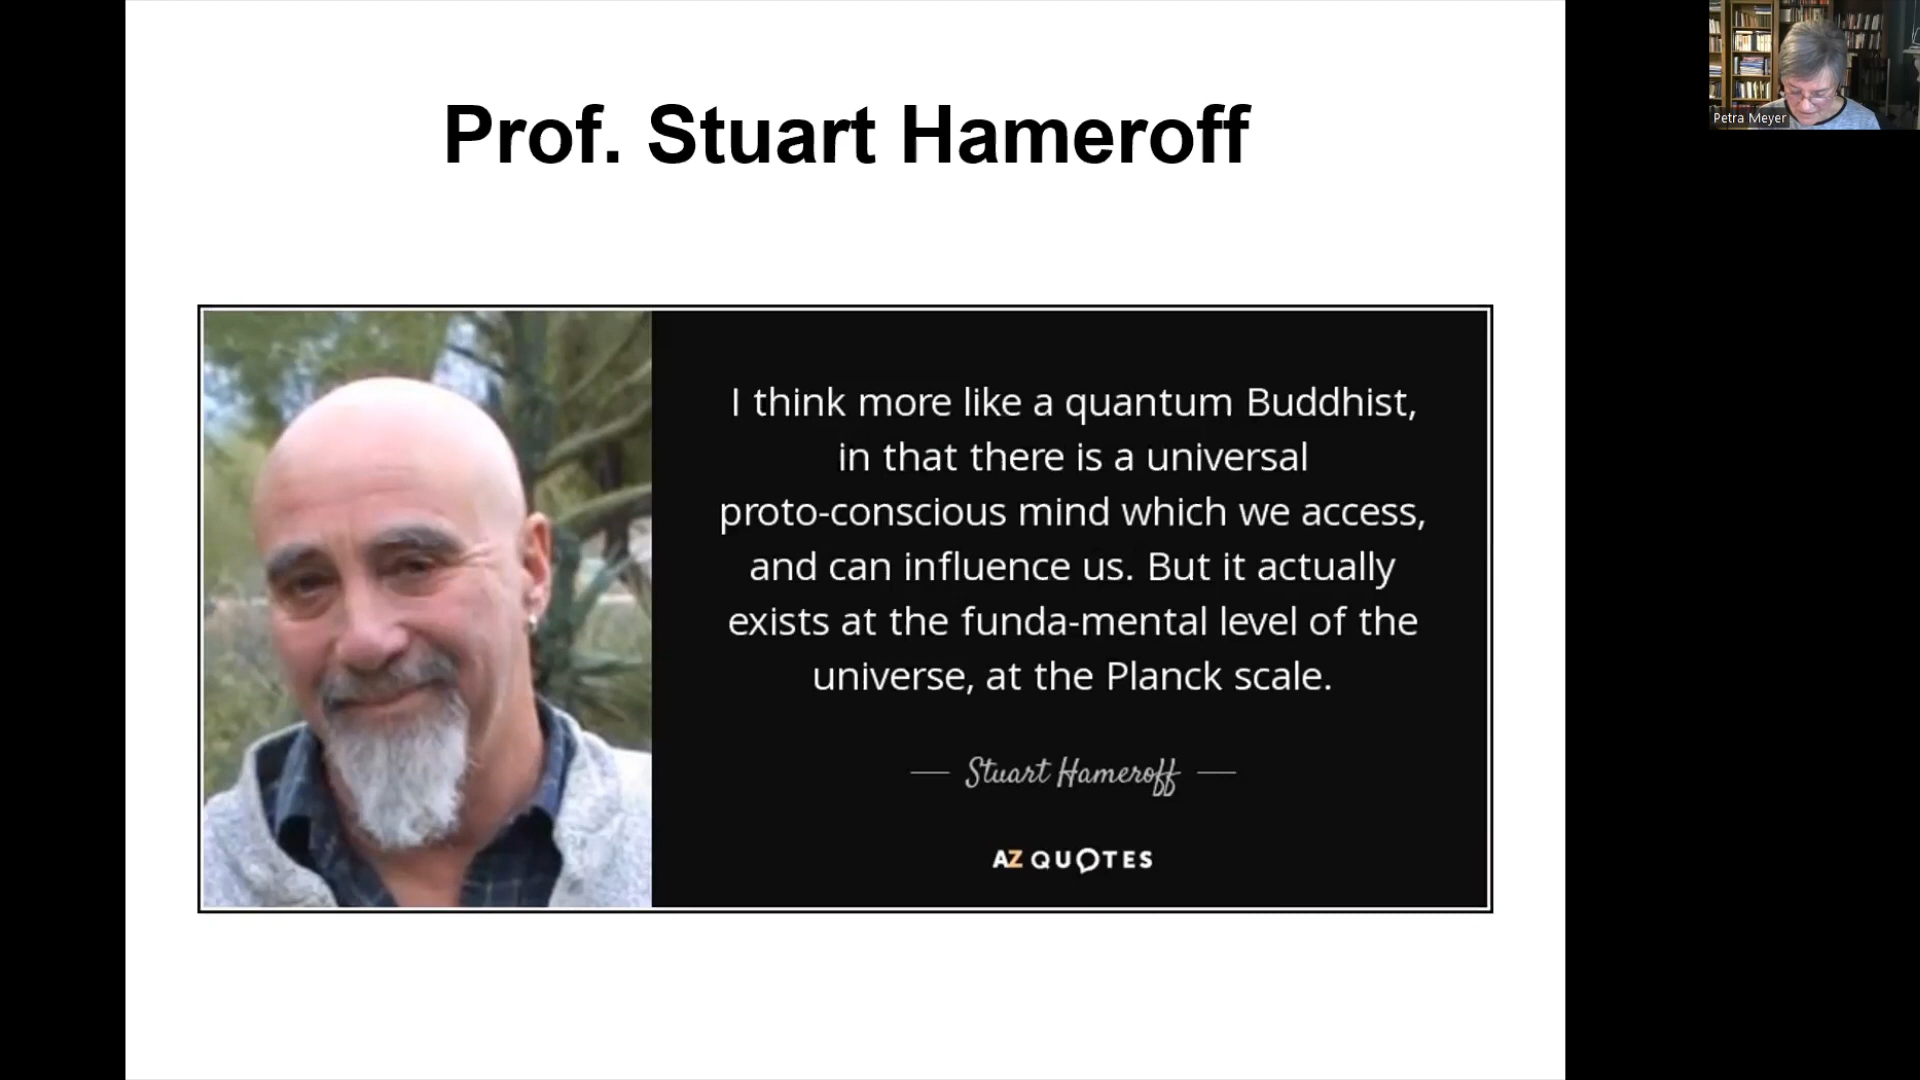 Prof. Stuart Hameroff
Petra Meyer
I think more like a quantum Buddhist,
in that there is a universal
proto-conscious mind which we access,
and can influence us. But it actually
exists at the funda-mental level of the
universe, at the Planck scale.
Stuart Hameroff
AZ QUOTES